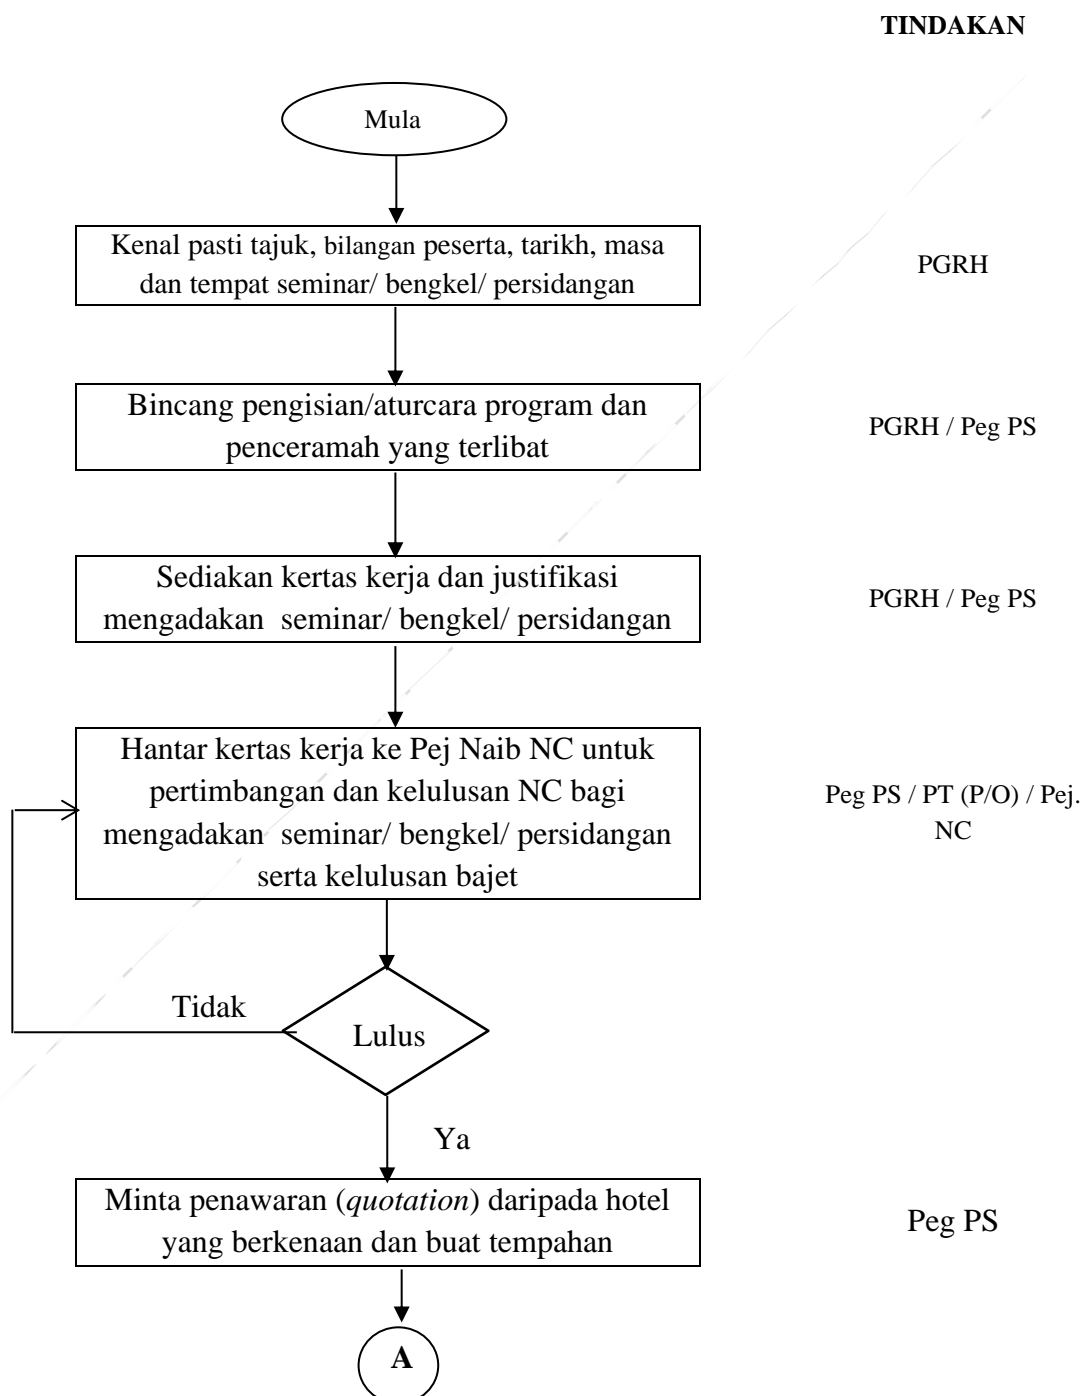 TINDAKAN
Mula
Kenal pasti tajuk, bilangan peserta, tarikh, masa
dan tempat seminar/ bengkel/ persidangan
PGRH
Bincang pengisian/aturcara program dan
penceramah yang terlibat
PGRH / Peg PS
Sediakan kertas kerja dan justifikasi
mengadakan  seminar/ bengkel/ persidangan
PGRH / Peg PS
Hantar kertas kerja ke Pej Naib NC untuk
pertimbangan dan kelulusan NC bagi
mengadakan  seminar/ bengkel/ persidangan
serta kelulusan bajet
Peg PS / PT (P/O) / Pej.
NC
Tidak
Lulus
Ya
Minta penawaran (quotation) daripada hotel
yang berkenaan dan buat tempahan
Peg PS
A